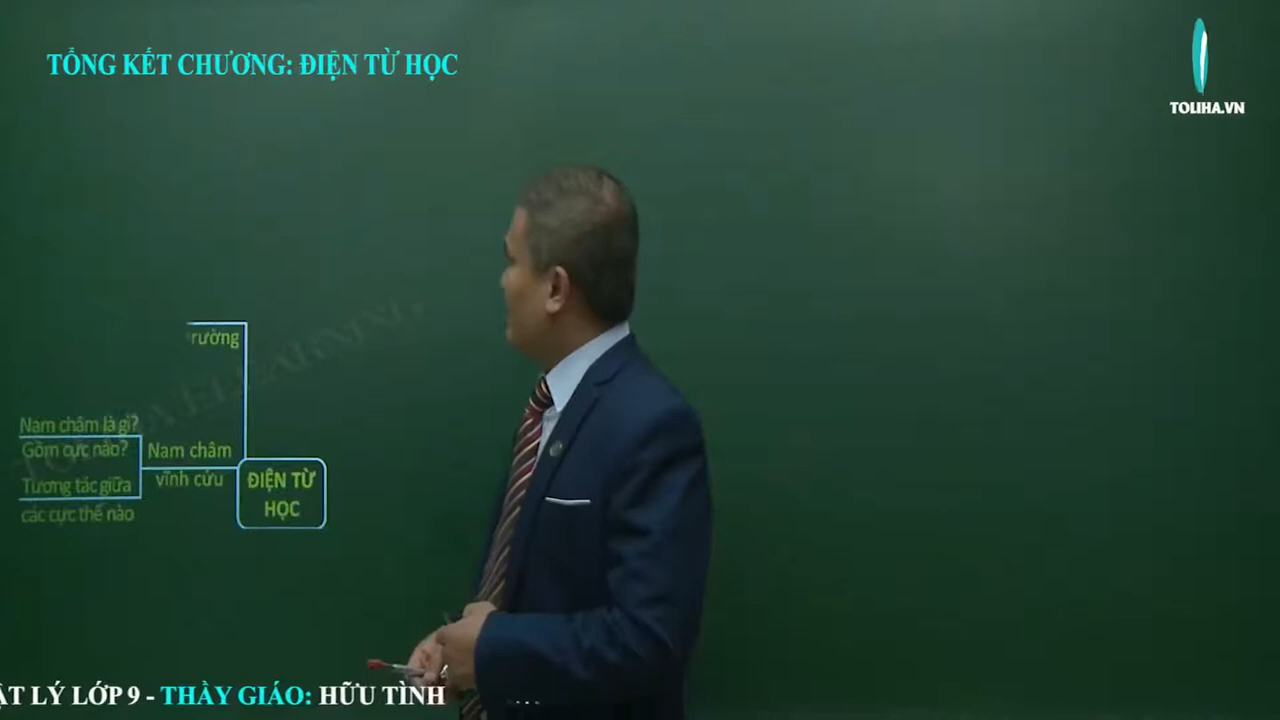 TỔNG KẾT CHƯƠNG: ĐIỆN TỪ HỌC
TOLIHA.VN
rường
Nam châm là gì?
Gồm cực nào?
Tương tác giữa
các cực thế nào
Nam châm
vĩnh cửu
ĐIỆN TỪ
HỌC
ẬT LÝ LỚP 9 - THẦY GIÁO: HỮU TÌNH